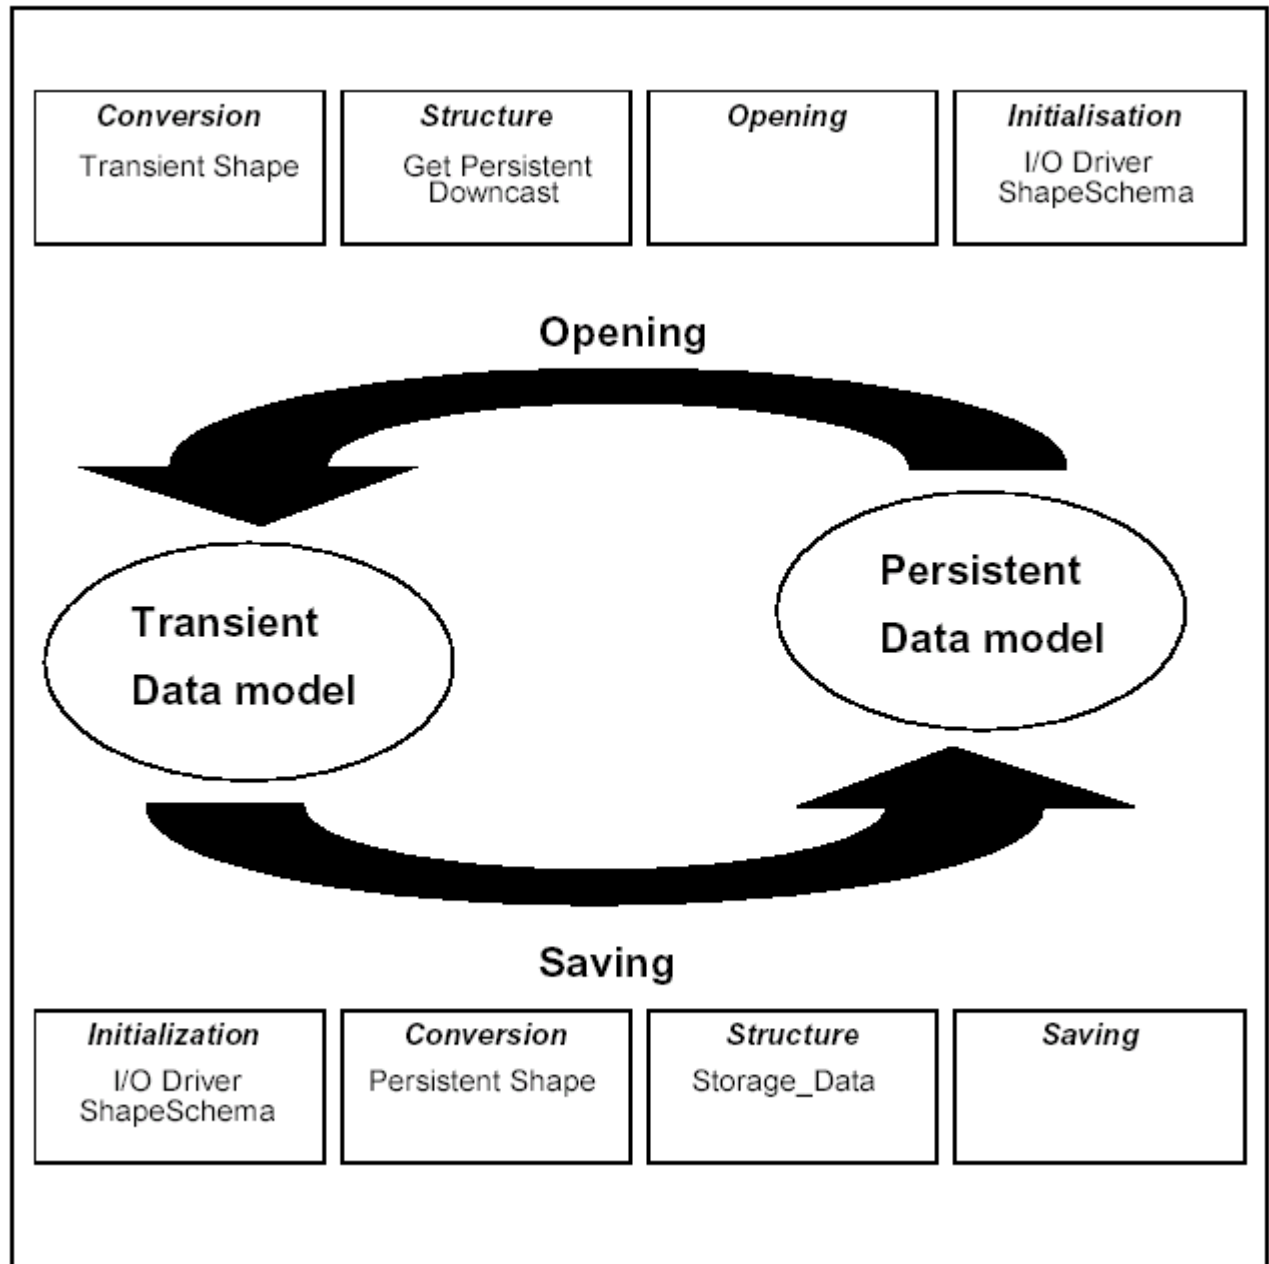 Conversion
Transient Shape
Structure
Get Persistent
Downcast
Opening
Initialisation
I/O Driver
ShapeSchema
Opening
Transient
Data model
Persistent
Data model
Saving
Initialization
I/O Driver
ShapeSchema
Conversion
Persistent Shape
Structure
Storage_Data
Saving